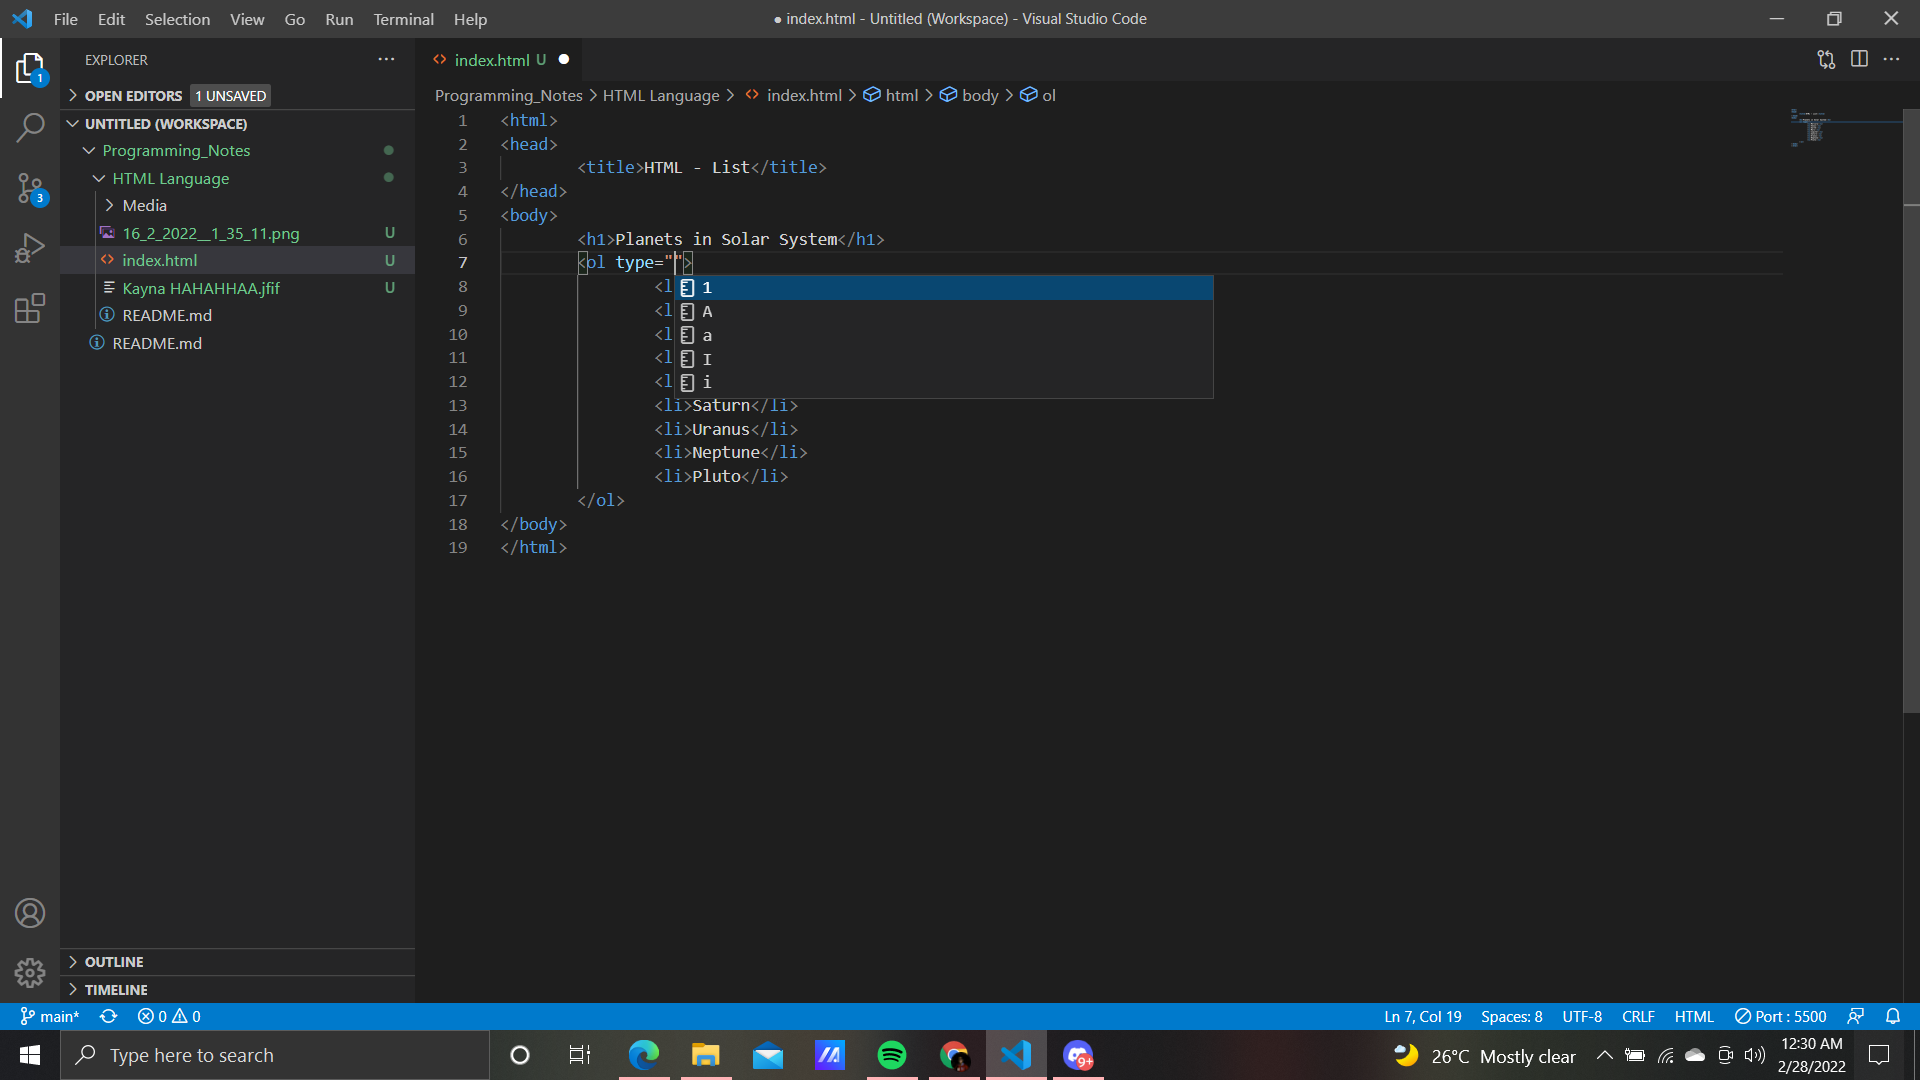 File Edit Selection View Go Run Terminal Help
● index.html - Untitled (Workspace) - Visual Studio Code
EXPLORER
OPEN EDITORS 1 UNSAVED
UNTITLED (WORKSPACE)
Programming_Notes
HTML Language
Media
16_2_2022__1_35_11.png U
index.html U
Kayna HAHAHHAA.jfif U
README.md
README.md
OUTLINE
TIMELINE
1
3
index.html U
Programming_Notes > HTML Language > index.html > html > body > ol
1 <html>
2 <head>
3 <title>HTML - List</title>
4 </head>
5 <body>
6 <h1>Planets in Solar System</h1>
7 <ol type="">
8 <l
9 <l
10 <l
11 <l
12 <l
1
A
a
I
i
13 <li>Saturn</li>
14 <li>Uranus</li>
15 <li>Neptune</li>
16 <li>Pluto</li>
17 </ol>
18 </body>
19 </html>
main* 0 0
Ln 7, Col 19 Spaces: 8 UTF-8 CRLF HTML Port : 5500
Type here to search
9+
26°C Mostly clear
12:30 AM
2/28/2022